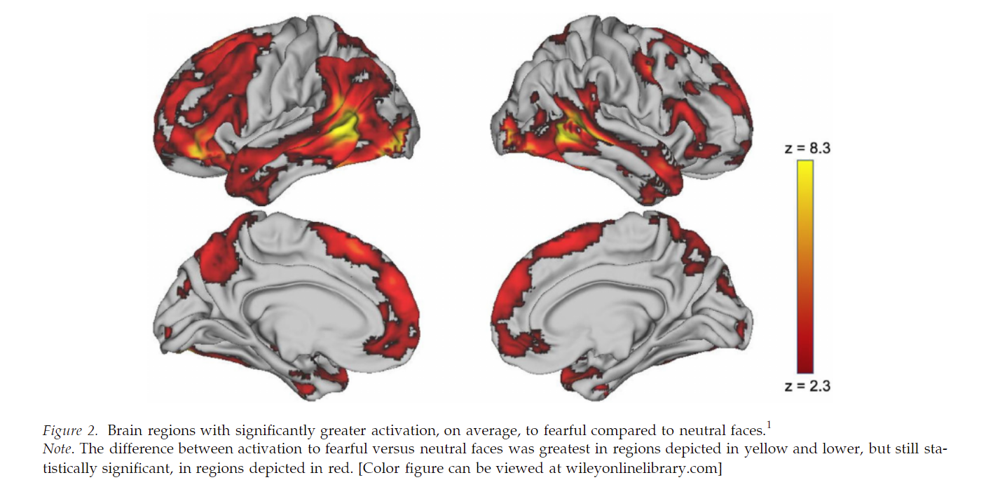 z = 8.3
z = 2.3
Figure 2. Brain regions with significantly greater activation, on average, to fearful compared to neutral faces.1
Note. The difference between activation to fearful versus neutral faces was greatest in regions depicted in yellow and lower, but still sta-
tistically significant, in regions depicted in red. [Color figure can be viewed at wileyonlinelibrary.com]